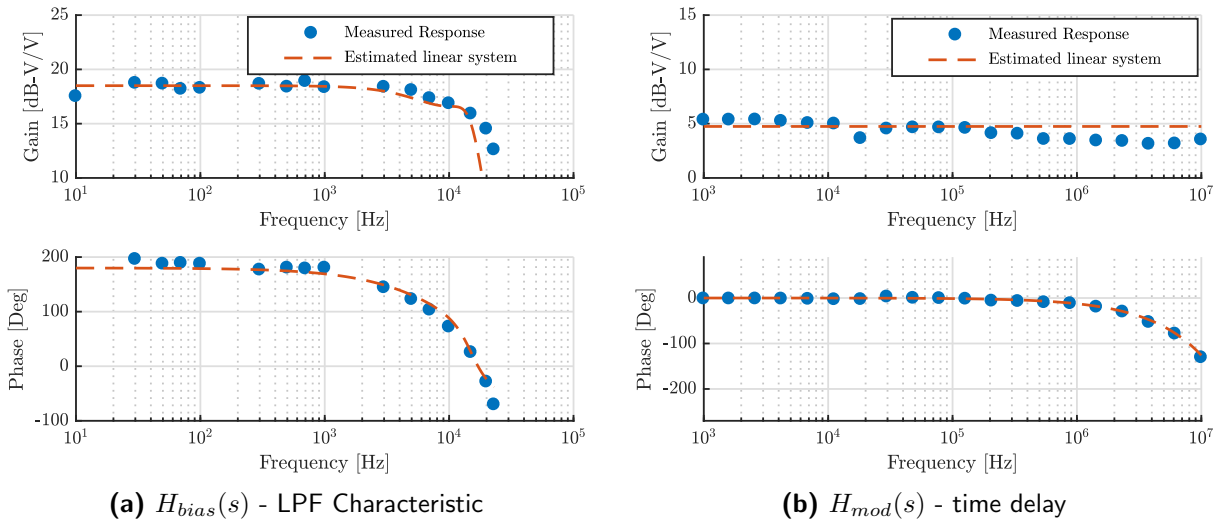 25
20
15
10
Gain [dB-V/V]
Measured Response
Estimated linear system
10^1 10^2 10^3 10^4 10^5
Frequency [Hz]
200
100
0
-100
Phase [Deg]
10^1 10^2 10^3 10^4 10^5
Frequency [Hz]
(a) H_{bias}(s) - LPF Characteristic
15
10
5
0
Gain [dB-V/V]
Measured Response
Estimated linear system
10^3 10^4 10^5 10^6 10^7
Frequency [Hz]
0
-100
-200
Phase [Deg]
10^3 10^4 10^5 10^6 10^7
Frequency [Hz]
(b) H_{mod}(s) - time delay